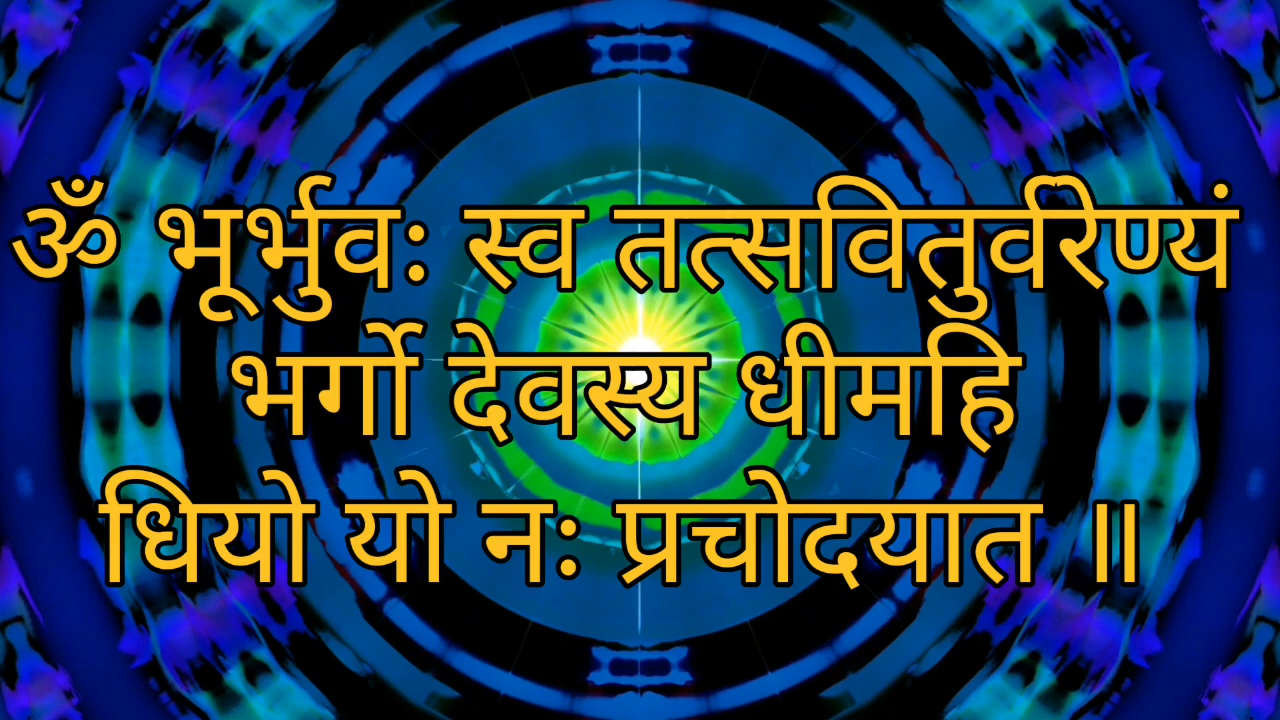 ॐ भूर्भुवः स्व तत्सवितुर्वरेण्यं
भर्गो देवस्य धीमहि
धियो यो नः प्रचोदयात ॥